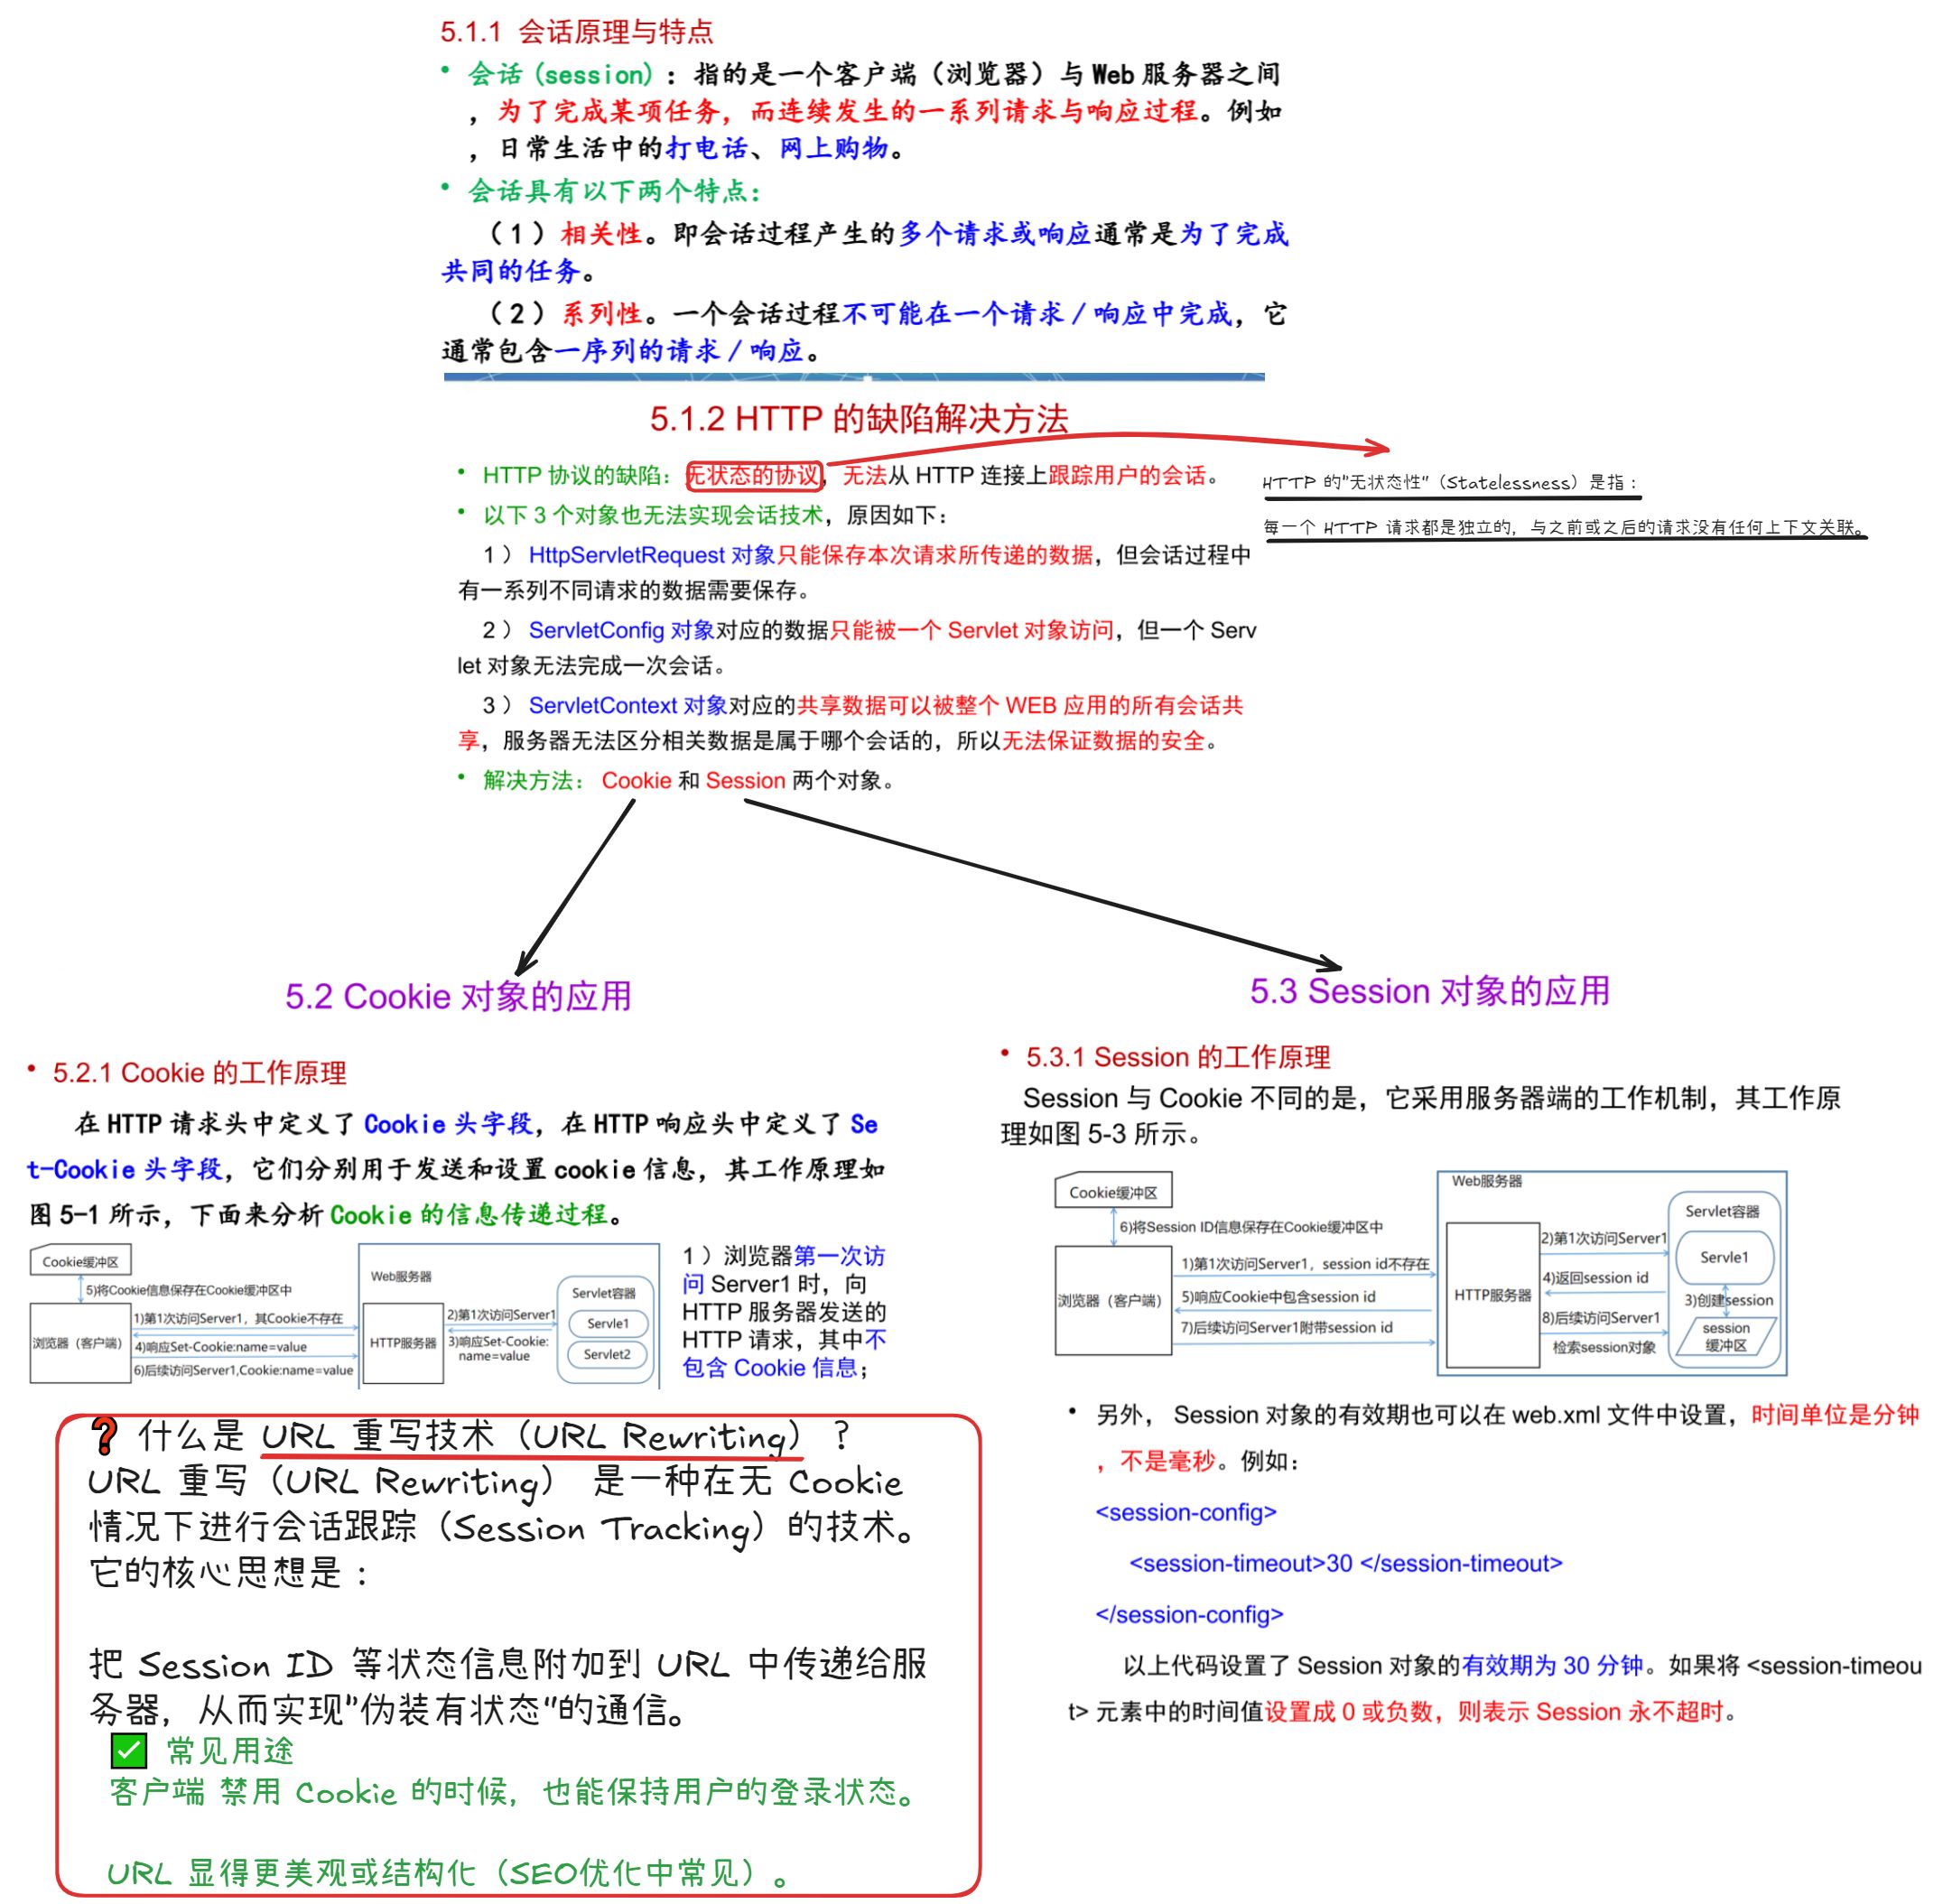 5.1.1 会话原理与特点
• 会话(session)：指的是一个客户端（浏览器）与Web服务器之间
，为了完成某项任务，而连续发生的一系列请求与响应过程。例如
，日常生活中的打电话、网上购物。
• 会话具有以下两个特点：
（1）相关性。即会话过程产生的多个请求或响应通常是为了完成
共同的任务。
（2）系列性。一个会话过程不可能在一个请求/响应中完成，它
通常包含一序列的请求/响应。
5.1.2 HTTP 的缺陷解决方法
• HTTP 协议的缺陷：无状态的协议，无法从 HTTP 连接上跟踪用户的会话。
• 以下 3 个对象也无法实现会话技术，原因如下：
1） HttpServletRequest 对象只能保存本次请求所传递的数据，但会话过程中
有一系列不同请求的数据需要保存。
2） ServletConfig 对象对应的数据只能被一个 Servlet 对象访问，但一个 Serv
let 对象无法完成一次会话。
3） ServletContext 对象对应的共享数据可以被整个 WEB 应用的所有会话共
享，服务器无法区分相关数据是属于哪个会话的，所以无法保证数据的安全。
• 解决方法： Cookie 和 Session 两个对象。
HTTP 的"无状态性"（Statelessness）是指：
每一个 HTTP 请求都是独立的，与之前或之后的请求没有任何上下文关联。
5.2 Cookie 对象的应用
• 5.2.1 Cookie 的工作原理
在HTTP请求头中定义了Cookie头字段，在HTTP响应头中定义了Se
t-Cookie头字段，它们分别用于发送和设置cookie信息，其工作原理如
图5-1所示，下面来分析Cookie的信息传递过程。
Cookie缓冲区
5)将Cookie信息保存在Cookie缓冲区中
浏览器（客户端）
1)第1次访问Server1，其Cookie不存在
4)响应Set-Cookie:name=value
6)后续访问Server1,Cookie:name=value
Web服务器
HTTP服务器
2)第1次访问Server1
3)响应Set-Cookie:
name=value
Servlet容器
Servle1
Servlet2
1）浏览器第一次访
问 Server1 时，向
HTTP 服务器发送的
HTTP 请求，其中不
包含 Cookie 信息；
❓ 什么是 URL 重写技术（URL Rewriting）？
URL 重写（URL Rewriting） 是一种在无 Cookie
情况下进行会话跟踪（Session Tracking）的技术。
它的核心思想是：
把 Session ID 等状态信息附加到 URL 中传递给服
务器，从而实现"伪装有状态"的通信。
✅ 常见用途
客户端 禁用 Cookie 的时候，也能保持用户的登录状态。
URL 显得更美观或结构化（SEO优化中常见）。
5.3 Session 对象的应用
• 5.3.1 Session 的工作原理
Session 与 Cookie 不同的是，它采用服务器端的工作机制，其工作原
理如图 5-3 所示。
Cookie缓冲区
6)将Session ID信息保存在Cookie缓冲区中
浏览器（客户端）
1)第1次访问Server1，session id不存在
5)响应Cookie中包含session id
7)后续访问Server1附带session id
Web服务器
HTTP服务器
2)第1次访问Server1
4)返回session id
3)创建session
8)后续访问Server1
检索session对象
Servlet容器
Servle1
session
缓冲区
• 另外， Session 对象的有效期也可以在 web.xml 文件中设置，时间单位是分钟
，不是毫秒。例如：
<session-config>
<session-timeout>30 </session-timeout>
</session-config>
以上代码设置了 Session 对象的有效期为 30 分钟。如果将 <session-timeou
t> 元素中的时间值设置成 0 或负数，则表示 Session 永不超时。